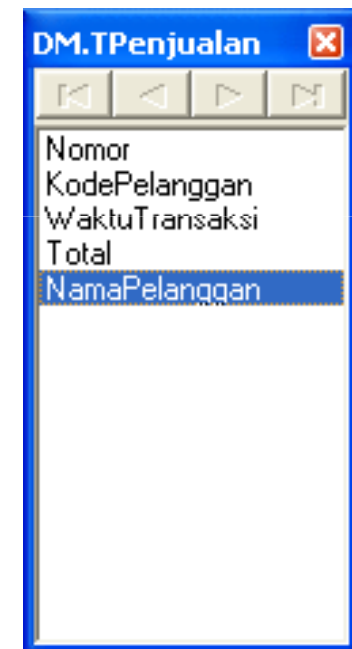 DM.TPenjualan
Nomor
KodePelanggan
WaktuTransaksi
Total
NamaPelanggan